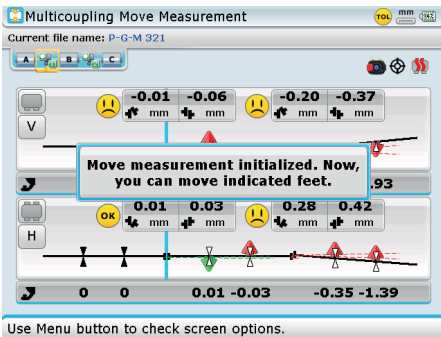 Multicoupling Move Measurement TOL mm
Current file name: P-G-M 321
A B C
-0.01 -0.06 -0.20 -0.37
mm mm mm mm
V
Move measurement initialized. Now,
you can move indicated feet.
.93
OK 0.01 0.03 0.28 0.42
mm mm mm mm
H
0 0 0.01 -0.03 -0.35 -1.39
Use Menu button to check screen options.